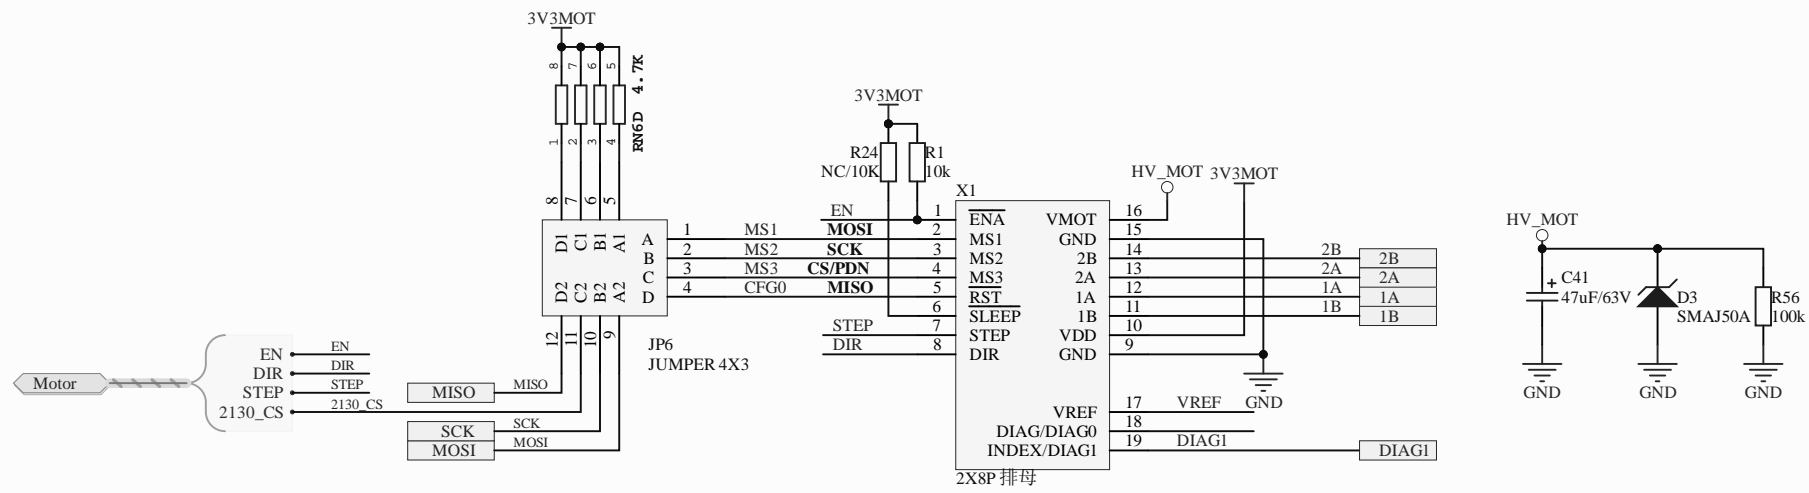 3V3MOT
8 7 6 5
RN6D 4.7K
1 2 3 4
8 7 6 5
D1 C1 B1 A1
D2 C2 B2 A2
A
B
C
D
12 11 10 9
JP6
JUMPER 4X3
1 MS1 MOSI
2 MS2 SCK
3 MS3 CS/PDN
4 CFG0 MISO
EN
STEP
DIR
3V3MOT
R24
NC/10K
R1
10k
X1
1 ENA
2 MS1
3 MS2
4 MS3
5 RST
6 SLEEP
7 STEP
8 DIR
VMOT 16
GND 15
2B 14
2A 13
1A 12
1B 11
VDD 10
GND 9
VREF 17 VREF
DIAG/DIAG0 18
INDEX/DIAG1 19 DIAG1
2X8P 排母
HV_MOT
3V3MOT
2B 2B
2A 2A
1A 1A
1B 1B
GND
DIAG1
Motor
EN EN
DIR DIR
STEP STEP
2130_CS 2130_CS
MISO MISO
SCK SCK
MOSI MOSI
HV_MOT
+
C41
47uF/63V
D3
SMAJ50A
R56
100k
GND
GND
GND